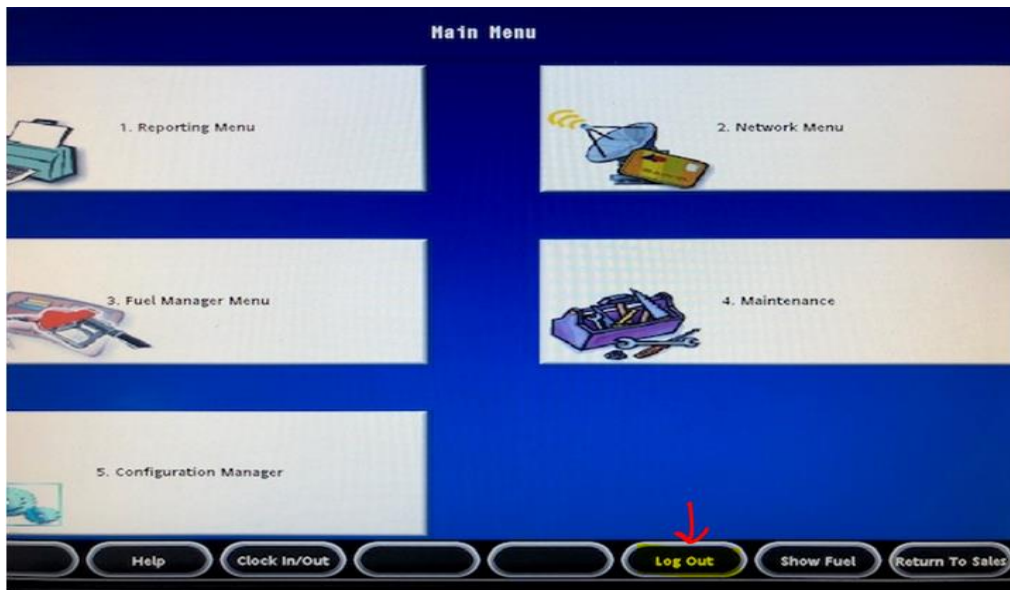 Main Menu
1. Reporting Menu
2. Network Menu
3. Fuel Manager Menu
4. Maintenance
5. Configuration Manager
Help
Clock In/Out
Log Out
Show Fuel
Return To Sales